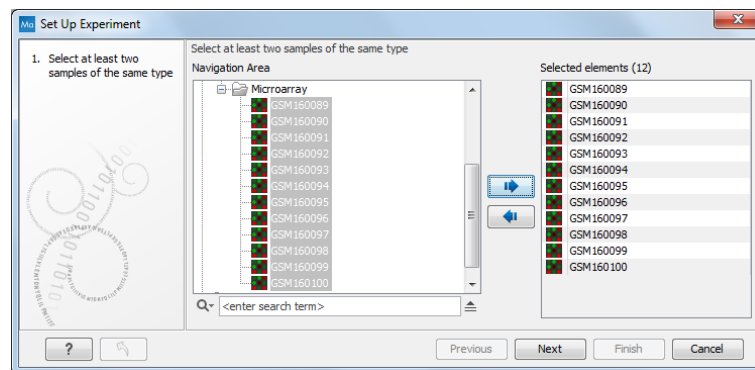 Ma Set Up Experiment
x
1. Select at least two
samples of the same type
Select at least two samples of the same type
Navigation Area
Micrroarray
GSM160089
GSM160090
GSM160091
GSM160092
GSM160093
GSM160094
GSM160095
GSM160096
GSM160097
GSM160098
GSM160099
GSM160100
<enter search term>
Selected elements (12)
GSM160089
GSM160090
GSM160091
GSM160092
GSM160093
GSM160094
GSM160095
GSM160096
GSM160097
GSM160098
GSM160099
GSM160100
?
Previous
Next
Finish
Cancel